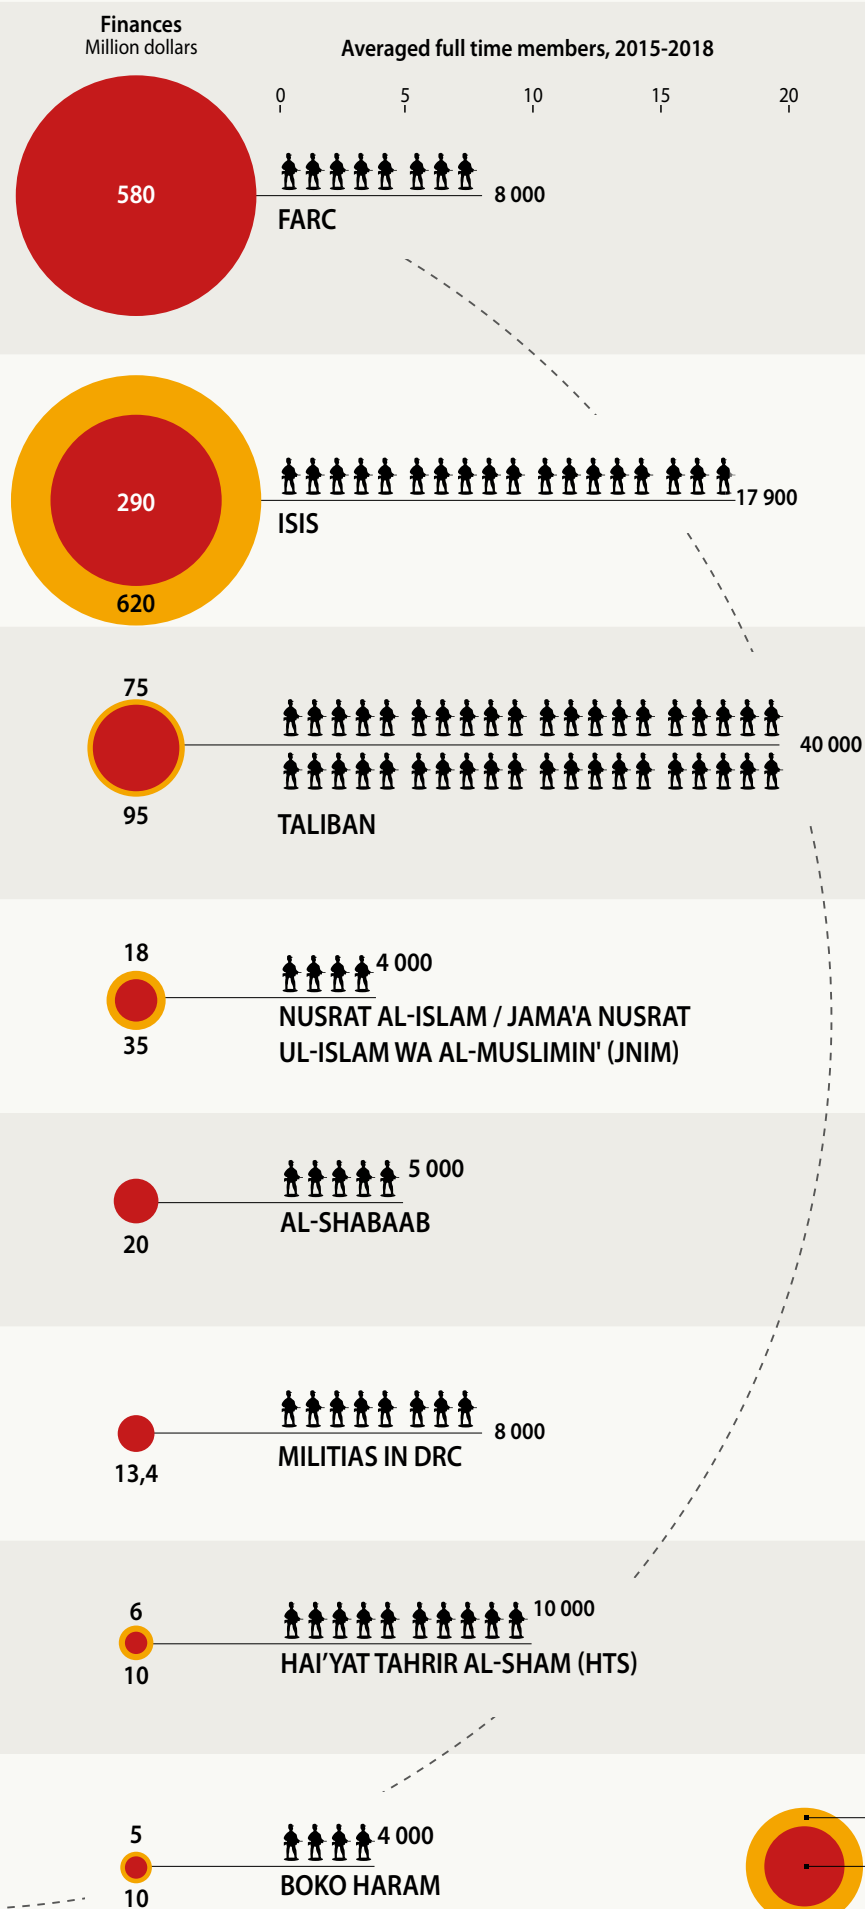 Finances
Million dollars
Averaged full time members, 2015-2018
0 5 10 15 20
580
8 000
FARC
290
17 900
ISIS
620
75
40 000
95
TALIBAN
18
4 000
NUSRAT AL-ISLAM / JAMA'A NUSRAT
35
UL-ISLAM WA AL-MUSLIMIN' (JNIM)
5 000
AL-SHABAAB
20
8 000
MILITIAS IN DRC
13,4
6
10 000
HAI’YAT TAHRIR AL-SHAM (HTS)
10
5
4 000
BOKO HARAM
10